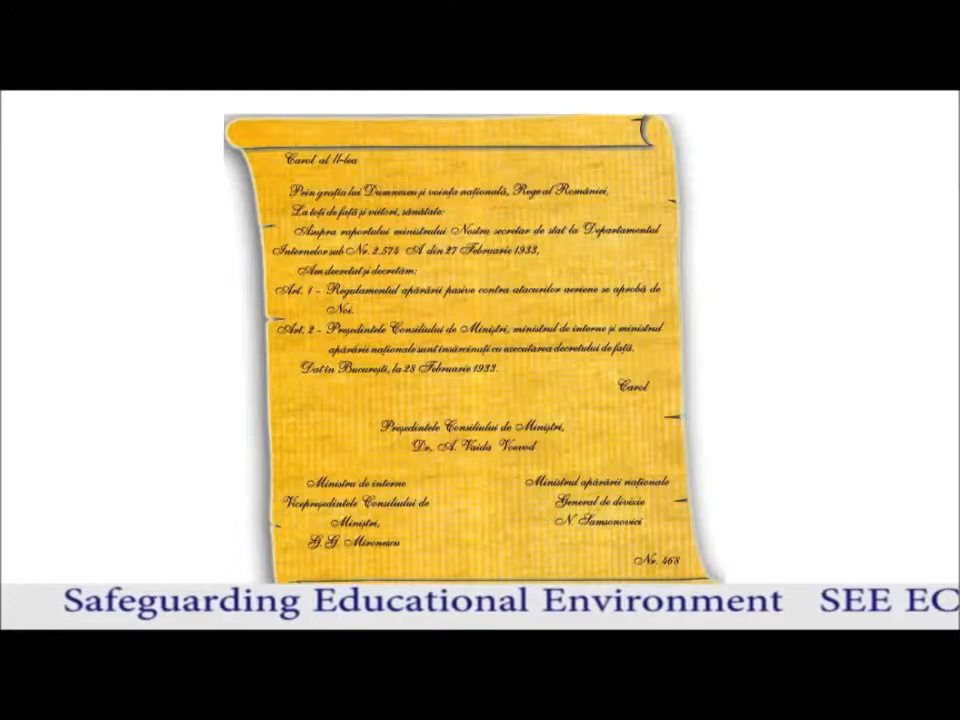 Carol al II-lea
Prin grația lui Dumnezeu și voința națională, Rege al României,
La toți de față și viitori, sănătate:
Asupra raportului ministrului Nostru secretar de stat la Departamentul
Internelor sub Nr. 2.574 A din 27 Februarie 1933,
Am decretat și decretăm:
Art. 1 - Regulamentul apărării pasive contra atacurilor aeriene se aprobă de
Noi.
Art. 2 - Președintele Consiliului de Miniștri, ministrul de interne și ministrul
apărării naționale sunt însărcinați cu executarea decretului de față.
Dat în București, la 28 Februarie 1933.
Carol
Președintele Consiliului de Miniștri,
Dr. A. Vaida Voevod
Ministru de interne
Vicepreședintele Consiliului de
Miniștri,
G. G. Mironescu
Ministrul apărării naționale
General de divizie
N. Samsonovici
Nr. 468
Safeguarding Educational Environment SEE EC